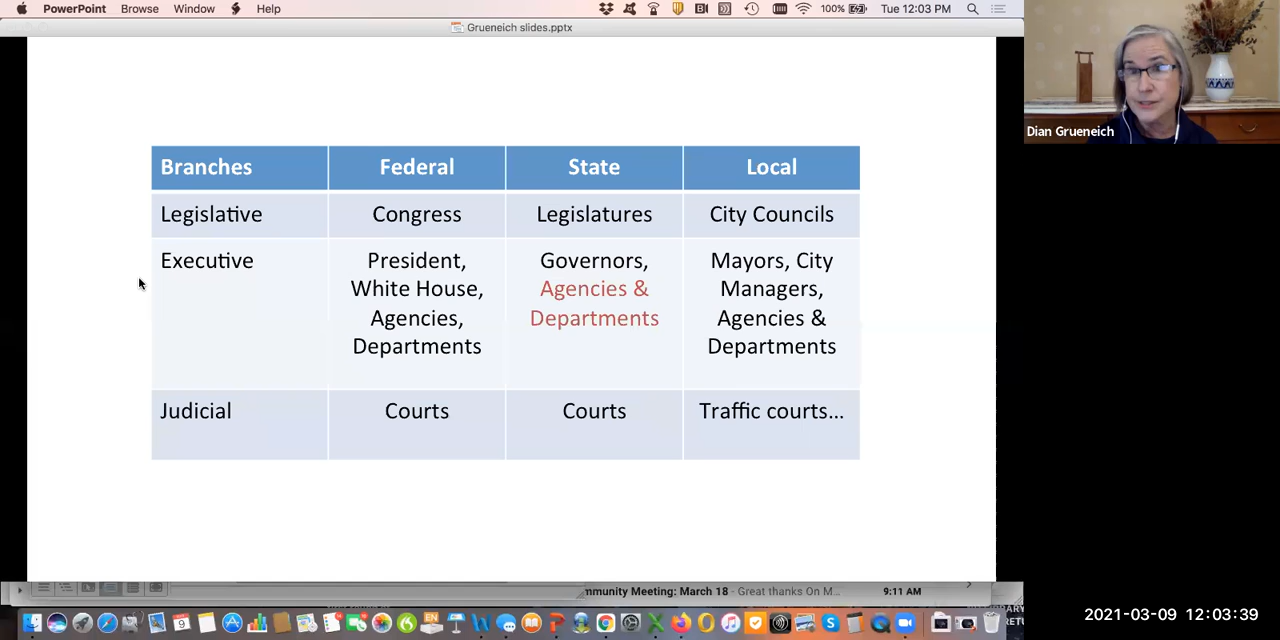 PowerPoint Browse Window Help 100% Tue 12:03 PM
Grueneich slides.pptx
Dian Grueneich
Branches Federal State Local
Legislative Congress Legislatures City Councils
Executive President, Governors, Mayors, City
White House, Agencies & Managers,
Agencies, Departments Agencies &
Departments Departments
Judicial Courts Courts Traffic courts...
mmunity Meeting: March 18 - Great thanks On M... 9:11 AM
2021-03-09 12:03:39